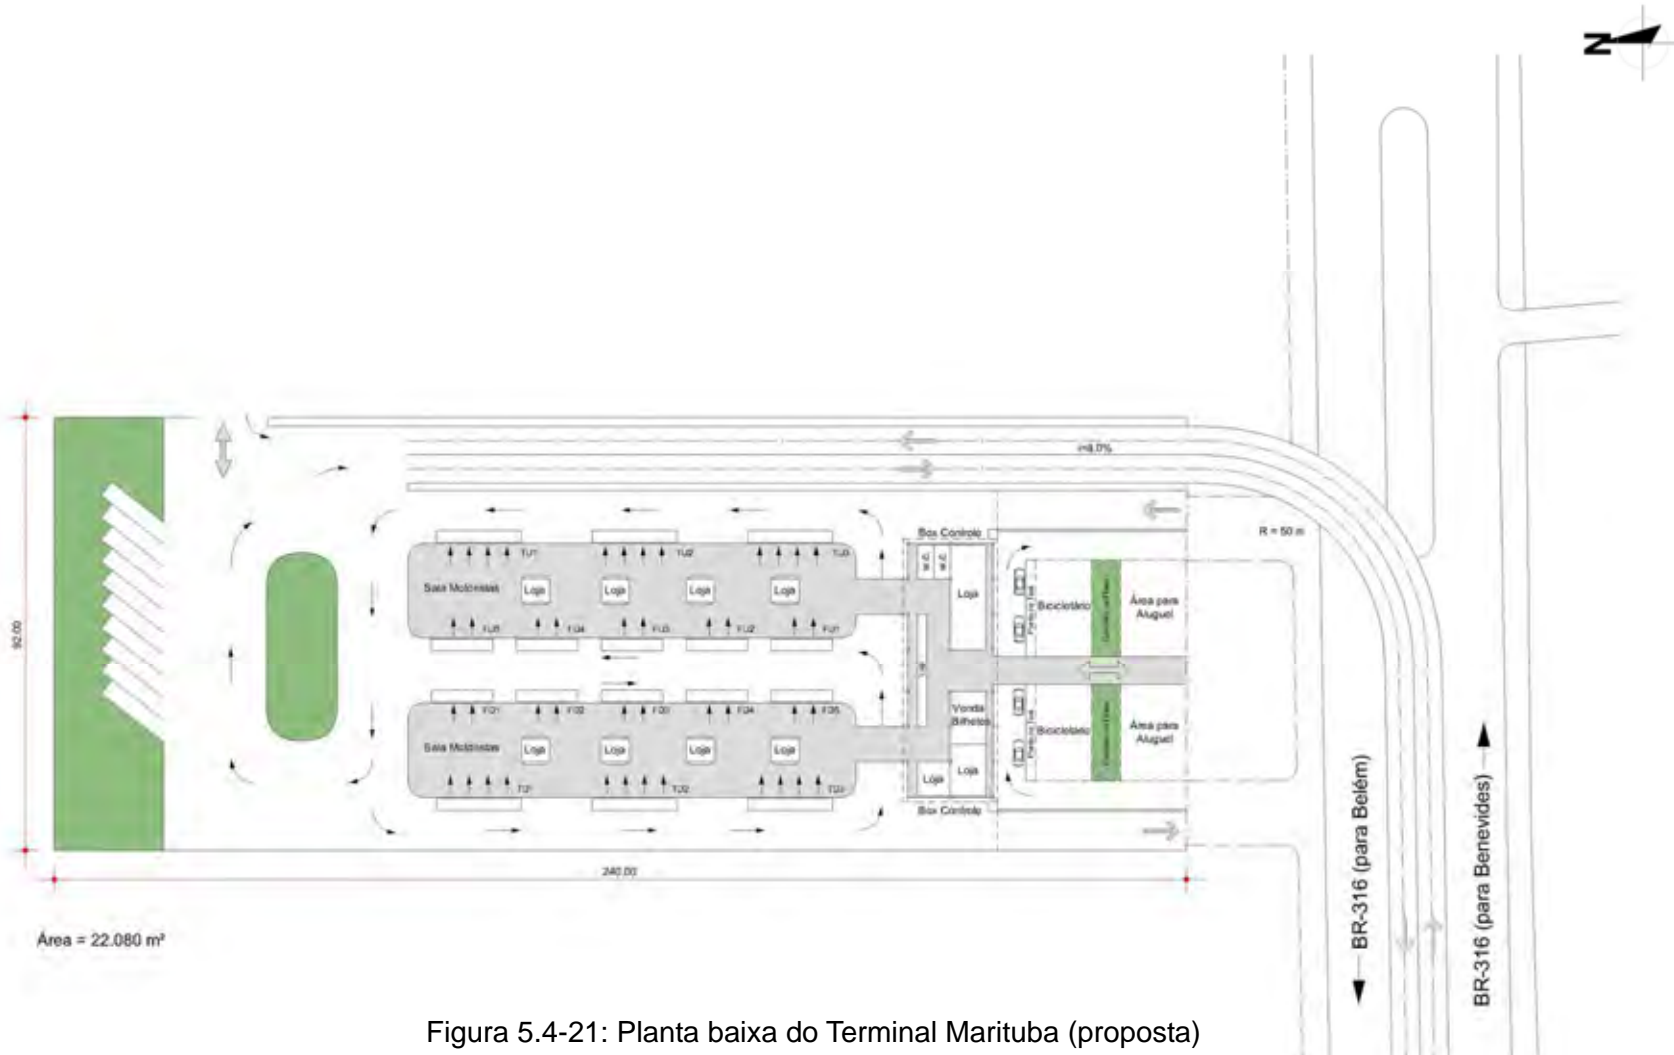 N
i=8.0%
R = 50 m
92.00
240.00
Área = 22.080 m²
Box Controle
W.C.
W.C.
Loja
TU1
TU2
TU3
Sala Motoristas
Loja
Loja
Loja
Loja
FU5
FU4
FU3
FU2
FU1
Bicicletário
Área para
Aluguel
FD1
FD2
FD3
FD4
FD5
Sala Motoristas
Loja
Loja
Loja
Loja
TD1
TD2
TD3
Venda
Bilhetes
Loja
Loja
Bicicletário
Área para
Aluguel
Box Controle
BR-316 (para Belém)
BR-316 (para Benevides)
Figura 5.4-21: Planta baixa do Terminal Marituba (proposta)